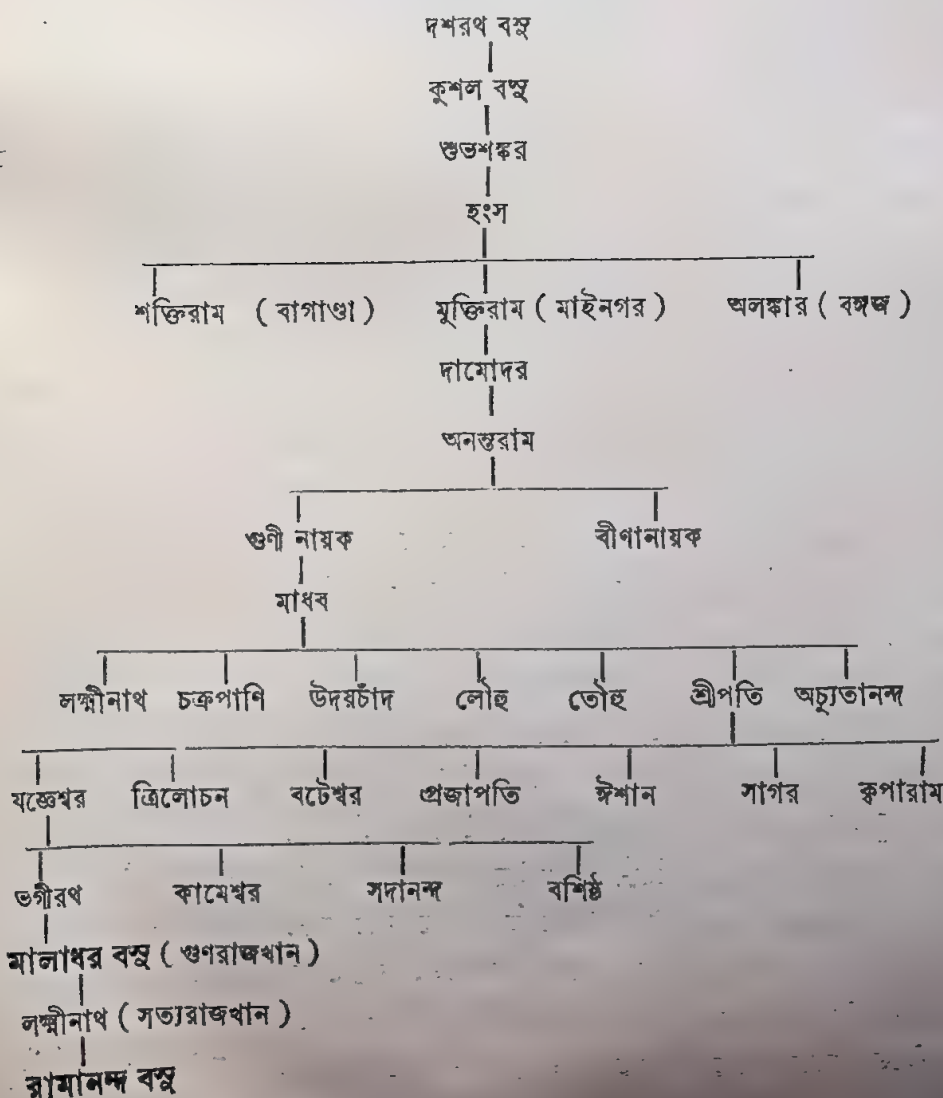 দশরথ বসু
কুশল বসু
শুভশঙ্কর
হংস
শক্তিরাম ( বাগাণ্ডা ) মুক্তিরাম ( মাইনগর ) অলঙ্কার ( বঙ্গজ )
দামোদর
অনন্তরাম
গুণী নায়ক বীণানায়ক
মাধব
লক্ষ্মীনাথ চক্রপাণি উদয়চাঁদ লৌহু তৌহু শ্রীপতি অচ্যুতানন্দ
যজ্ঞেশ্বর ত্রিলোচন বটেশ্বর প্রজাপতি ঈশান সাগর কৃপারাম
ভগীরথ কামেশ্বর সদানন্দ বশিষ্ঠ
মালাধর বসু ( গুণরাজখান )
লক্ষ্মীনাথ ( সত্যরাজখান )
রামানন্দ বসু